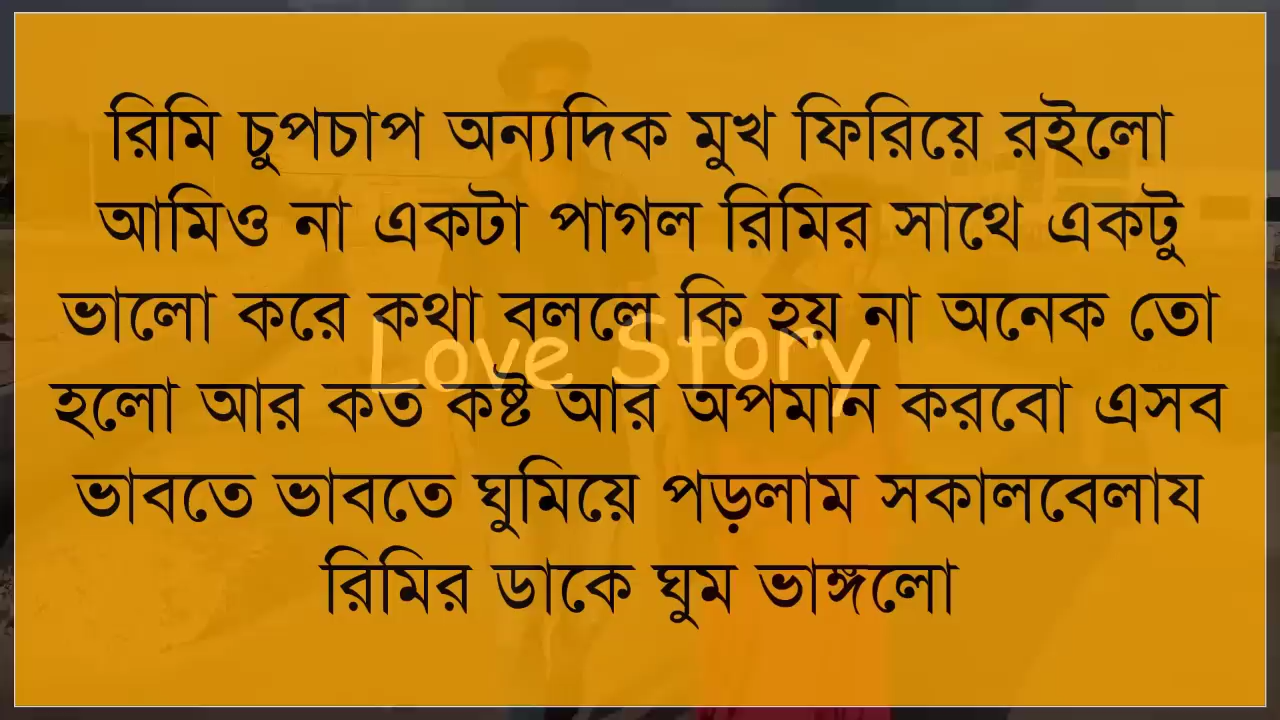 রিমি চুপচাপ অন্যদিক মুখ ফিরিয়ে রইলো
আমিও না একটা পাগল রিমির সাথে একটু
ভালো করে কথা বললে কি হয় না অনেক তো
Love Story
হলো আর কত কষ্ট আর অপমান করবো এসব
ভাবতে ভাবতে ঘুমিয়ে পড়লাম সকালবেলায
রিমির ডাকে ঘুম ভাঙ্গলো